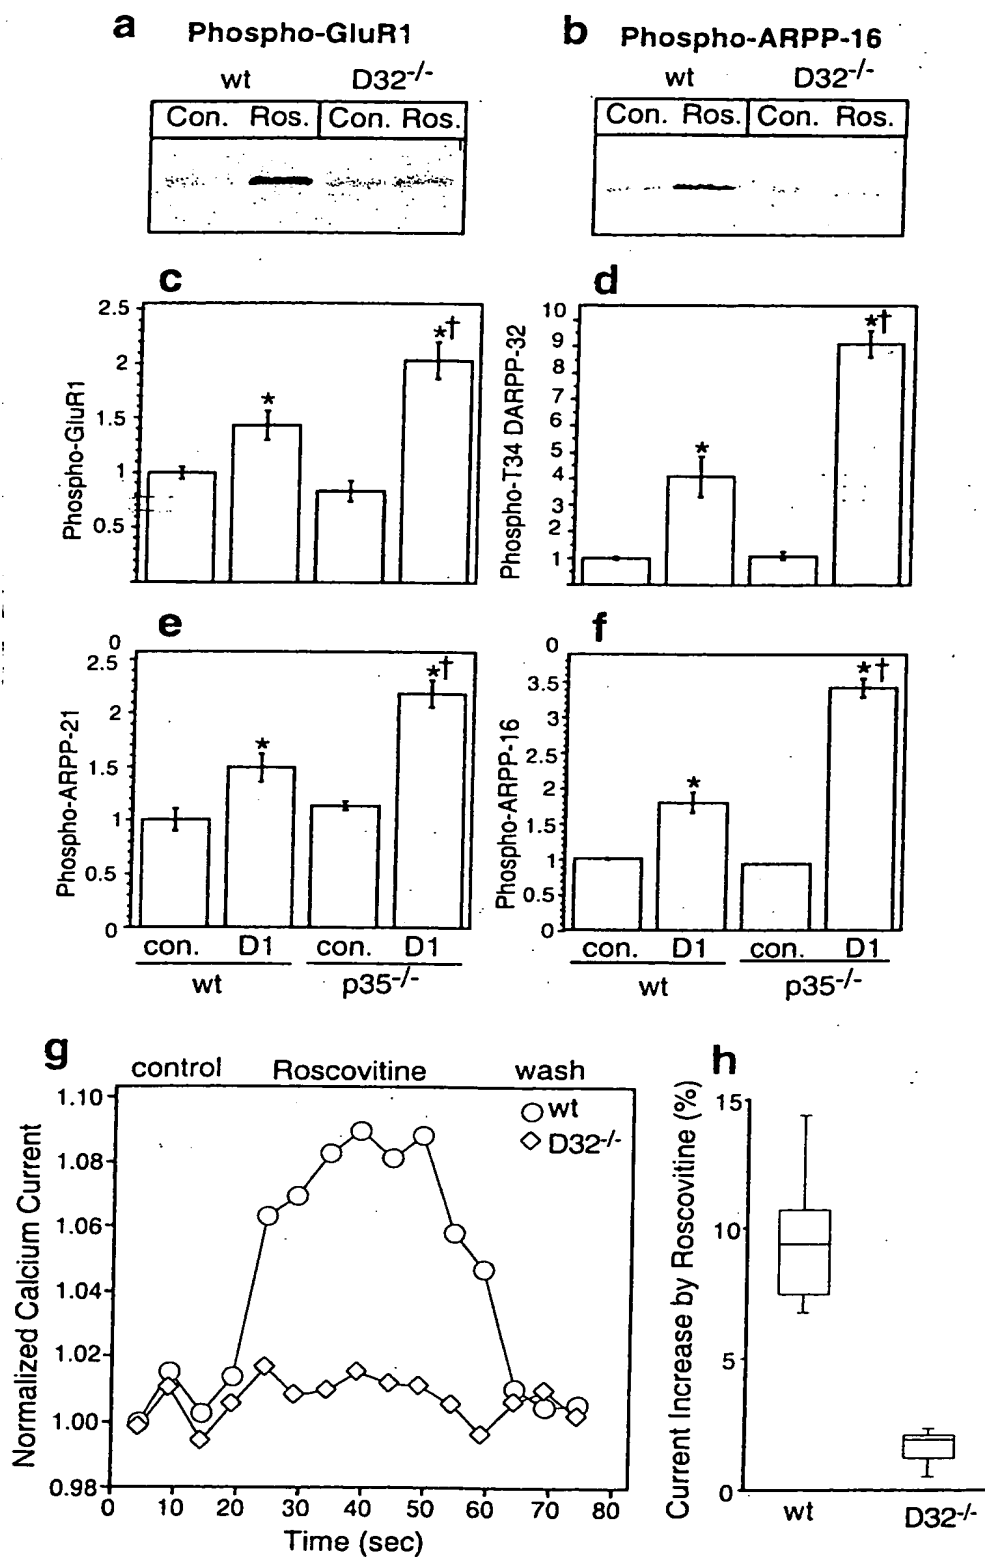 a Phospho-GluR1
wt D32-/-
Con. Ros. Con. Ros.
b Phospho-ARPP-16
wt D32-/-
Con. Ros. Con. Ros.
c
Phospho-GluR1
2.5
2
1.5
1
0.5
0
* *†
d
Phospho-T34 DARPP-32
10
9
8
7
6
5
4
3
2
1
0
* *†
e
Phospho-ARPP-21
2.5
2
1.5
1
0.5
0
* *†
con. D1 con. D1
wt p35-/-
f
Phospho-ARPP-16
3.5
3
2.5
2
1.5
1
0.5
0
* *†
con. D1 con. D1
wt p35-/-
g
control Roscovitine wash
wt
D32-/-
Normalized Calcium Current
1.10
1.08
1.06
1.04
1.02
1.00
0.98
0 10 20 30 40 50 60 70 80
Time (sec)
h
Current Increase by Roscovitine (%)
15
10
5
0
wt D32-/-